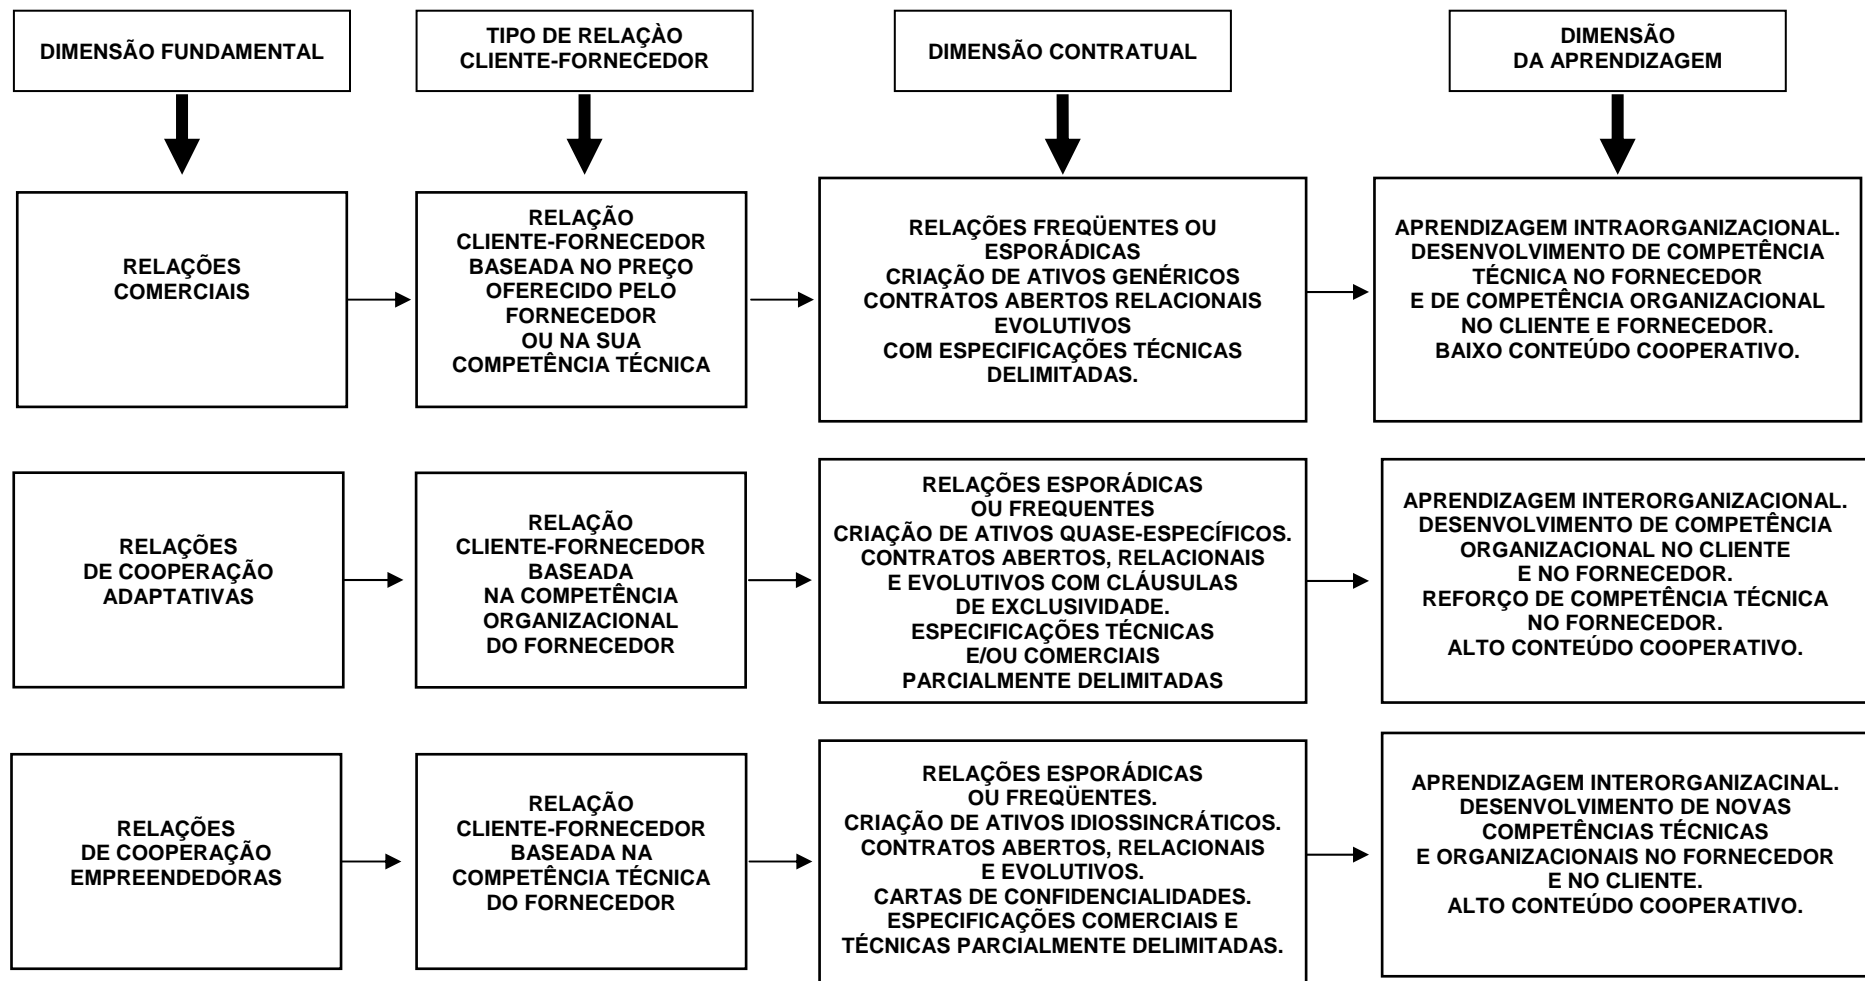 DIMENSÃO FUNDAMENTAL
TIPO DE RELAÇÀO
CLIENTE-FORNECEDOR
DIMENSÃO CONTRATUAL
DIMENSÃO
DA APRENDIZAGEM
RELAÇÕES
COMERCIAIS
RELAÇÃO
CLIENTE-FORNECEDOR
BASEADA NO PREÇO
OFERECIDO PELO
FORNECEDOR
OU NA SUA
COMPETÊNCIA TÉCNICA
RELAÇÕES FREQÜENTES OU
ESPORÁDICAS
CRIAÇÃO DE ATIVOS GENÉRICOS
CONTRATOS ABERTOS RELACIONAIS
EVOLUTIVOS
COM ESPECIFICAÇÕES TÉCNICAS
DELIMITADAS.
APRENDIZAGEM INTRAORGANIZACIONAL.
DESENVOLVIMENTO DE COMPETÊNCIA
TÉCNICA NO FORNECEDOR
E DE COMPETÊNCIA ORGANIZACIONAL
NO CLIENTE E FORNECEDOR.
BAIXO CONTEÚDO COOPERATIVO.
RELAÇÕES
DE COOPERAÇÃO
ADAPTATIVAS
RELAÇÃO
CLIENTE-FORNECEDOR
BASEADA
NA COMPETÊNCIA
ORGANIZACIONAL
DO FORNECEDOR
RELAÇÕES ESPORÁDICAS
OU FREQUENTES
CRIAÇÃO DE ATIVOS QUASE-ESPECÍFICOS.
CONTRATOS ABERTOS, RELACIONAIS
E EVOLUTIVOS COM CLÁUSULAS
DE EXCLUSIVIDADE.
ESPECIFICAÇÕES TÉCNICAS
E/OU COMERCIAIS
PARCIALMENTE DELIMITADAS
APRENDIZAGEM INTERORGANIZACIONAL.
DESENVOLVIMENTO DE COMPETÊNCIA
ORGANIZACIONAL NO CLIENTE
E NO FORNECEDOR.
REFORÇO DE COMPETÊNCIA TÉCNICA
NO FORNECEDOR.
ALTO CONTEÚDO COOPERATIVO.
RELAÇÕES
DE COOPERAÇÃO
EMPREENDEDORAS
RELAÇÃO
CLIENTE-FORNECEDOR
BASEADA NA
COMPETÊNCIA TÉCNICA
DO FORNECEDOR
RELAÇÕES ESPORÁDICAS
OU FREQÜENTES.
CRIAÇÃO DE ATIVOS IDIOSSINCRÁTICOS.
CONTRATOS ABERTOS, RELACIONAIS
E EVOLUTIVOS.
CARTAS DE CONFIDENCIALIDADES.
ESPECIFICAÇÕES COMERCIAIS E
TÉCNICAS PARCIALMENTE DELIMITADAS.
APRENDIZAGEM INTERORGANIZACINAL.
DESENVOLVIMENTO DE NOVAS
COMPETÊNCIAS TÉCNICAS
E ORGANIZACIONAIS NO FORNECEDOR
E NO CLIENTE.
ALTO CONTEÚDO COOPERATIVO.